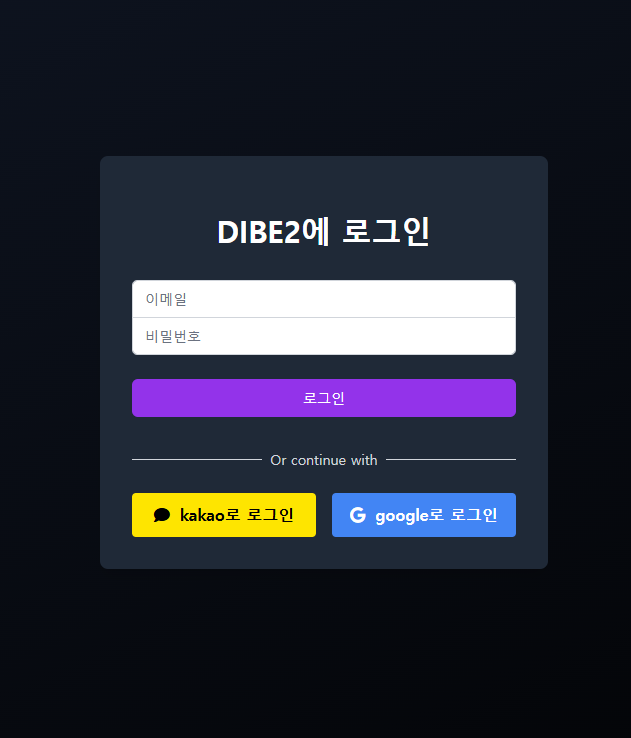 DIBE2에 로그인
이메일
비밀번호
로그인
Or continue with
kakao로 로그인
google로 로그인